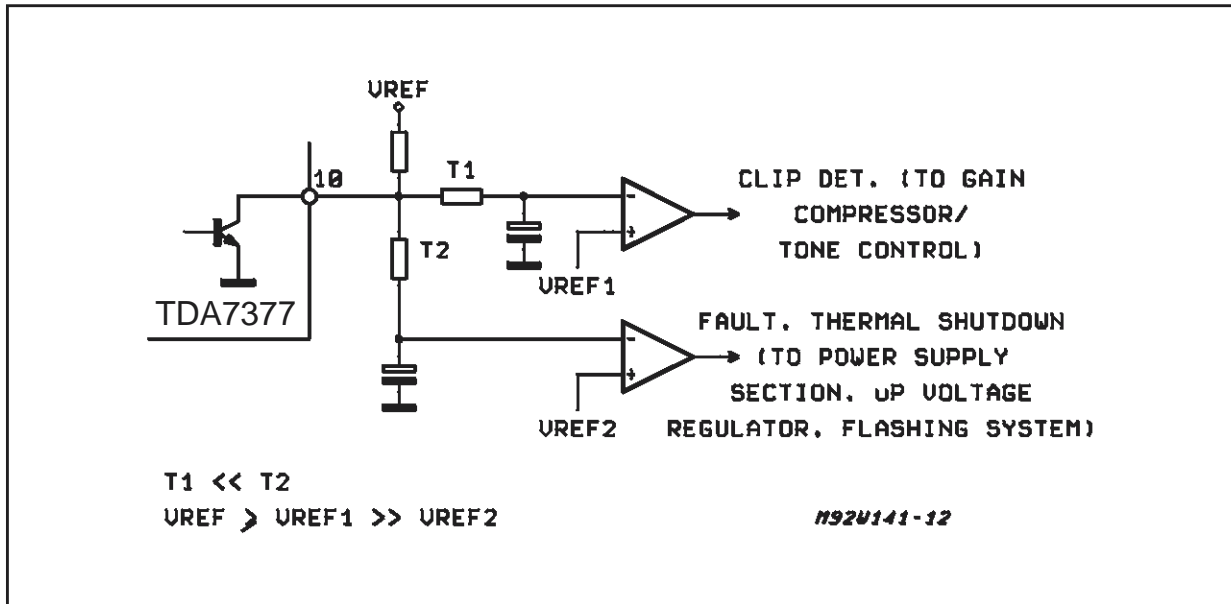 VREF
10
T1
T2
TDA7377
-
+
VREF1
CLIP DET. (TO GAIN
COMPRESSOR/
TONE CONTROL)
-
+
VREF2
FAULT. THERMAL SHUTDOWN
(TO POWER SUPPLY
SECTION. uP VOLTAGE
REGULATOR. FLASHING SYSTEM)
T1 << T2
VREF > VREF1 >> VREF2
M92W141-12